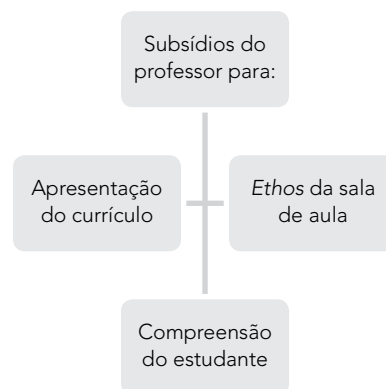 Subsídios do
professor para:
Apresentação
do currículo
Ethos da sala
de aula
Compreensão
do estudante